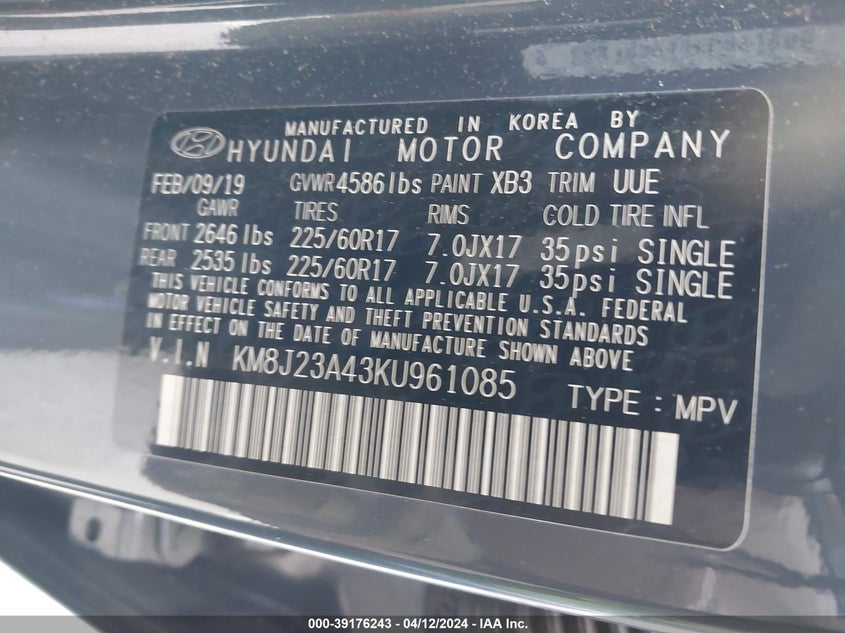 MANUFACTURED IN KOREA BY
HYUNDAI MOTOR COMPANY
FEB/09/19 GVWR 4586 lbs PAINT XB3 TRIM UUE
GAWR TIRES RIMS COLD TIRE INFL
FRONT 2646 lbs 225/60R17 7.0JX17 35psi SINGLE
REAR 2535 lbs 225/60R17 7.0JX17 35psi SINGLE
THIS VEHICLE CONFORMS TO ALL APPLICABLE U.S.A. FEDERAL
MOTOR VEHICLE SAFETY AND THEFT PREVENTION STANDARDS
IN EFFECT ON THE DATE OF MANUFACTURE SHOWN ABOVE
V.I.N KM8J23A43KU961085 TYPE : MPV
000-39176243 - 04/12/2024 - IAA Inc.